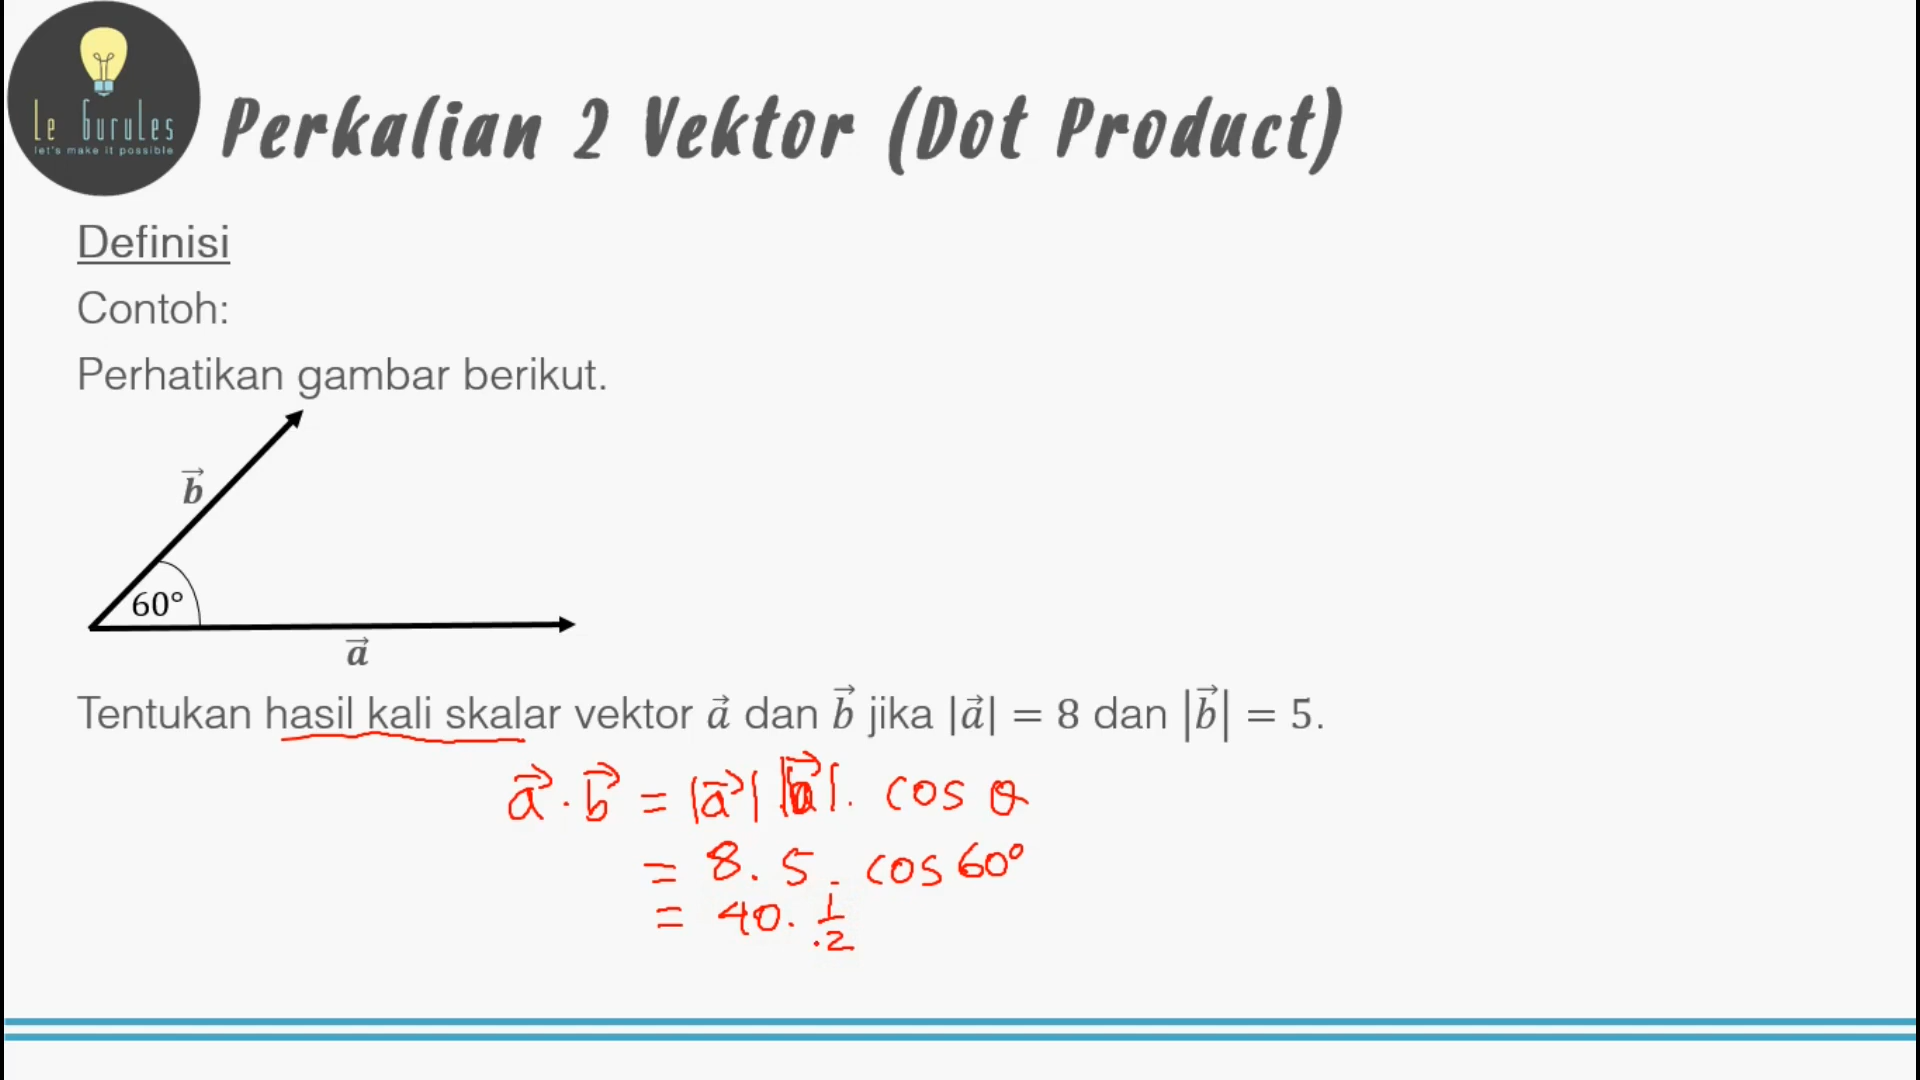 Le GuruLes
let's make it possible
Perkalian 2 Vektor (Dot Product)
Definisi
Contoh:
Perhatikan gambar berikut.
b⃗
60°
a⃗
Tentukan hasil kali skalar vektor a⃗ dan b⃗ jika |a⃗| = 8 dan |b⃗| = 5.
a⃗ · b⃗ = |a⃗| |b⃗| . cos θ
= 8 . 5 . cos 60°
= 40 . 1/2